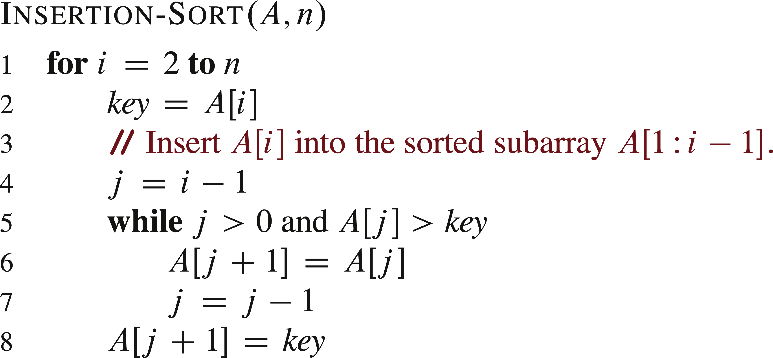 INSERTION-SORT(A, n)
1 for i = 2 to n
2 key = A[i]
3 // Insert A[i] into the sorted subarray A[1 : i − 1].
4 j = i − 1
5 while j > 0 and A[j] > key
6 A[j + 1] = A[j]
7 j = j − 1
8 A[j + 1] = key